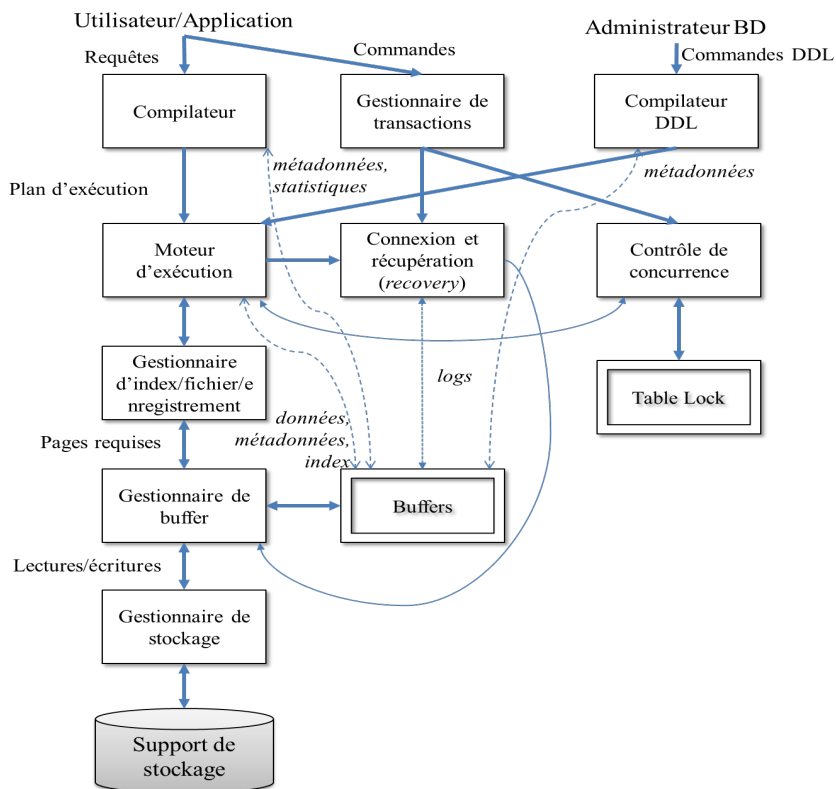 Utilisateur/Application
Administrateur BD
Requêtes
Commandes
Commandes DDL
Compilateur
Gestionnaire de
transactions
Compilateur
DDL
métadonnées,
statistiques
métadonnées
Plan d’exécution
Moteur
d’exécution
Connexion et
récupération
(recovery)
Contrôle de
concurrence
Gestionnaire
d’index/fichier/e
nregistrement
logs
Table Lock
données,
métadonnées,
index
Pages requises
Gestionnaire de
buffer
Buffers
Lectures/écritures
Gestionnaire de
stockage
Support de
stockage